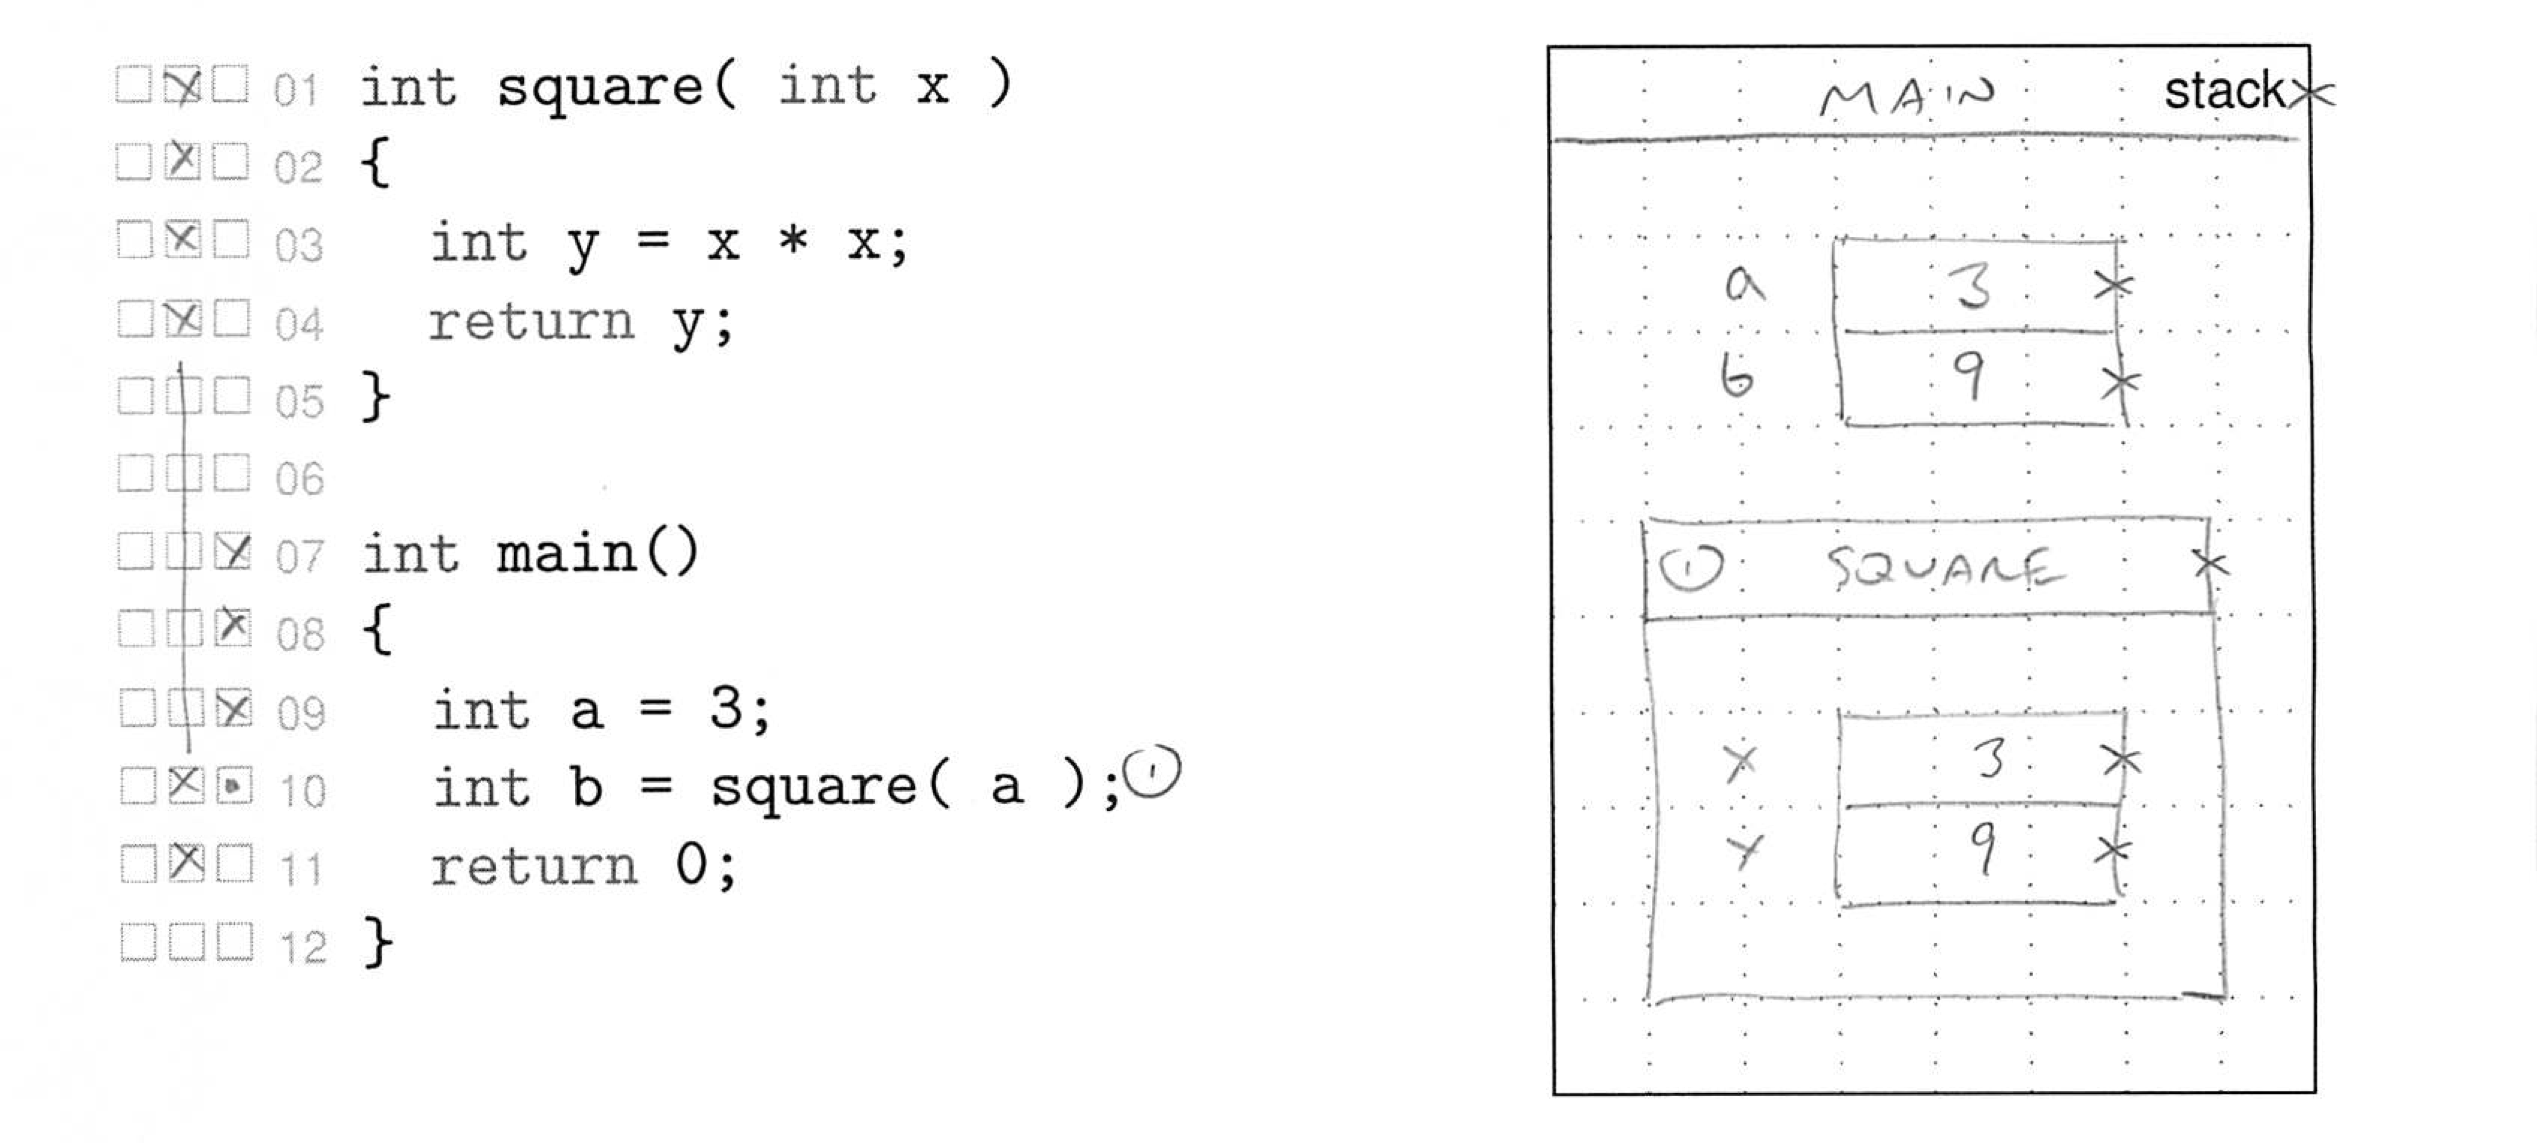 01 int square( int x )
02 {
03 int y = x * x;
04 return y;
05 }
06
07 int main()
08 {
09 int a = 3;
10 int b = square( a ); ①
11 return 0;
12 }
MAIN stack
a 3
b 9
① SQUARE
x 3
y 9